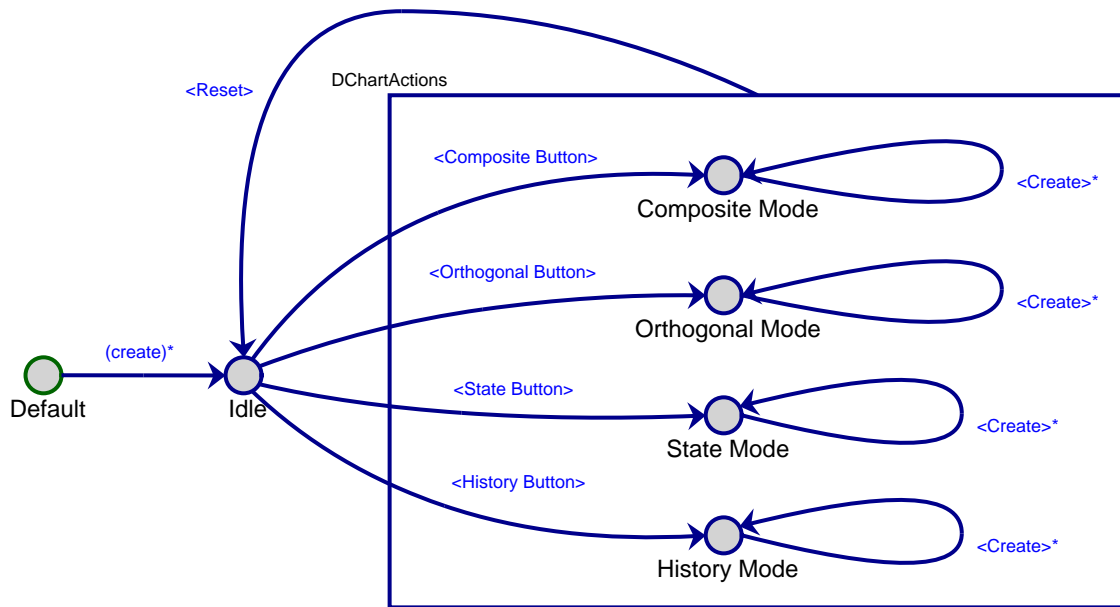 <Reset>
DChartActions
<Composite Button>
<Create>*
Composite Mode
<Orthogonal Button>
<Create>*
Orthogonal Mode
(create)*
Default
Idle
<State Button>
<Create>*
State Mode
<History Button>
<Create>*
History Mode